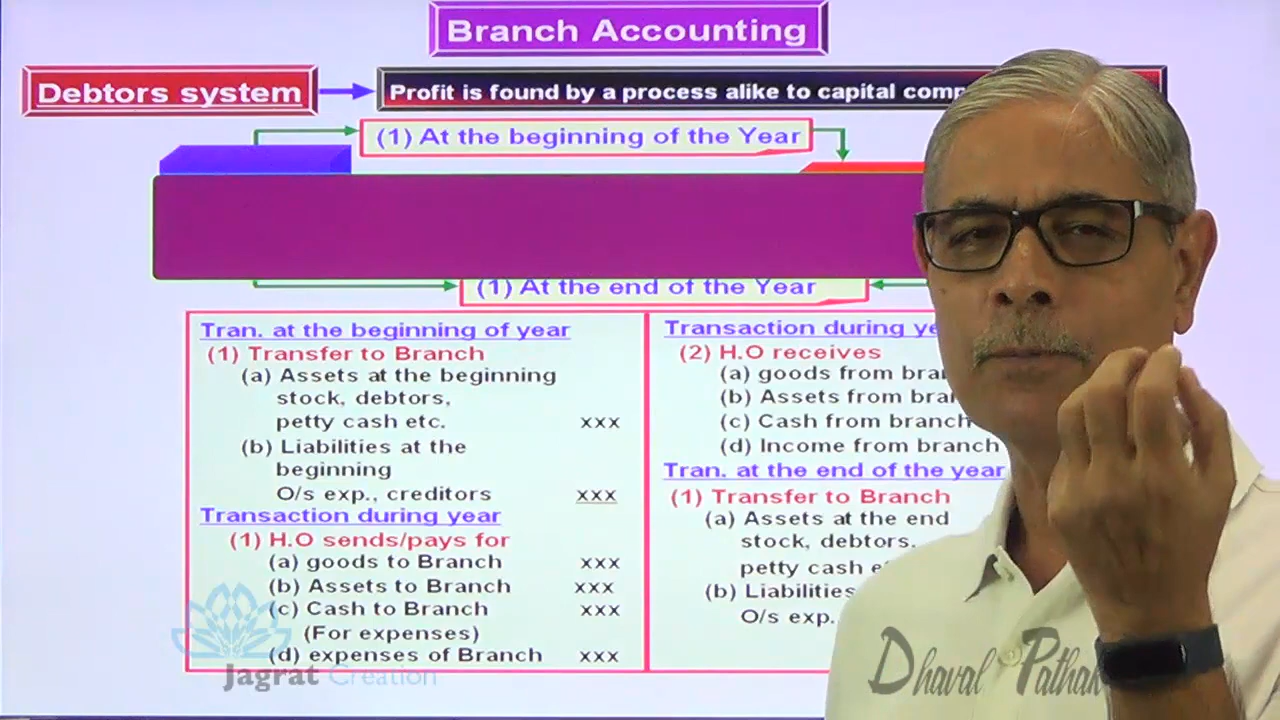 Branch Accounting
Debtors system
Profit is found by a process alike to capital
(1) At the beginning of the Year
(1) At the end of the Year
Tran. at the beginning of year
(1) Transfer to Branch
(a) Assets at the beginning
stock, debtors,
petty cash etc. xxx
(b) Liabilities at the
beginning
O/s exp., creditors xxx
Transaction during year
(1) H.O sends/pays for
(a) goods to Branch xxx
(b) Assets to Branch xxx
(c) Cash to Branch xxx
(For expenses)
(d) expenses of Branch xxx
Transaction during
(2) H.O receives
(a) goods from
(b) Assets from
(c) Cash from branch
(d) Income from branch
Tran. at the end of the year
(1) Transfer to Branch
(a) Assets at the end
stock, debtors.
petty cash
(b) Liabilities
O/s exp.
Jagrat Creation
Dhaval Pathak